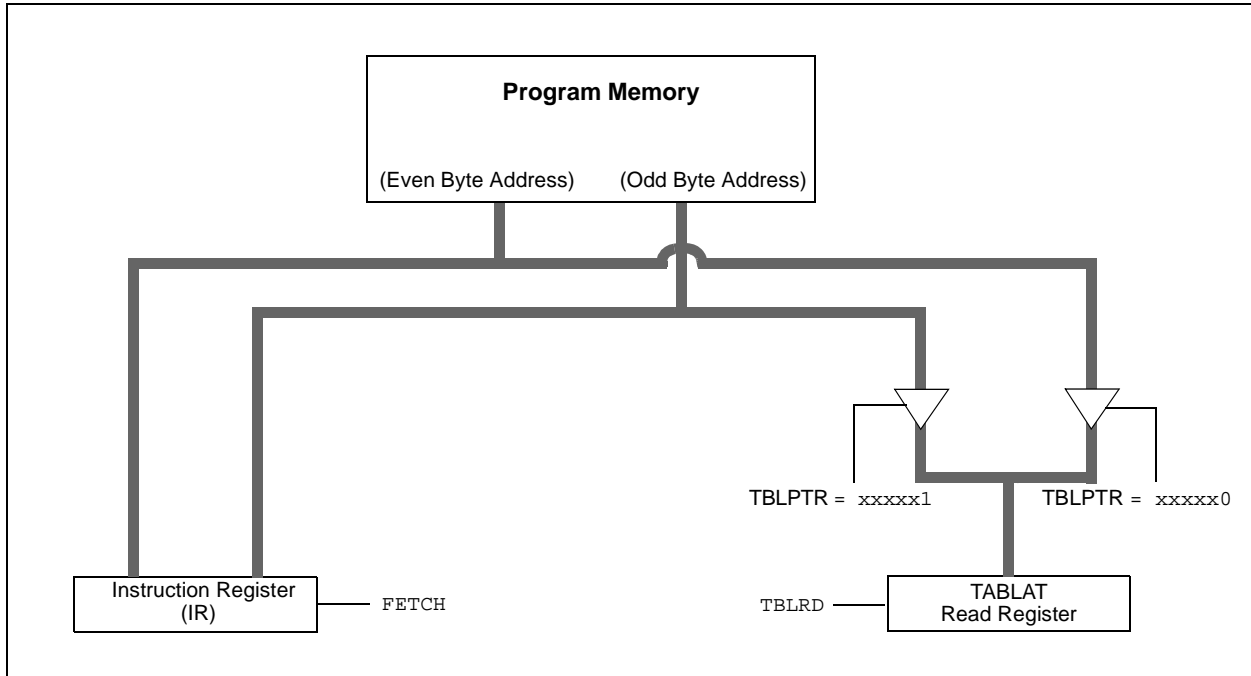 Program Memory
(Even Byte Address) (Odd Byte Address)
TBLPTR = xxxxx1 TBLPTR = xxxxx0
Instruction Register
(IR)
FETCH
TBLRD
TABLAT
Read Register